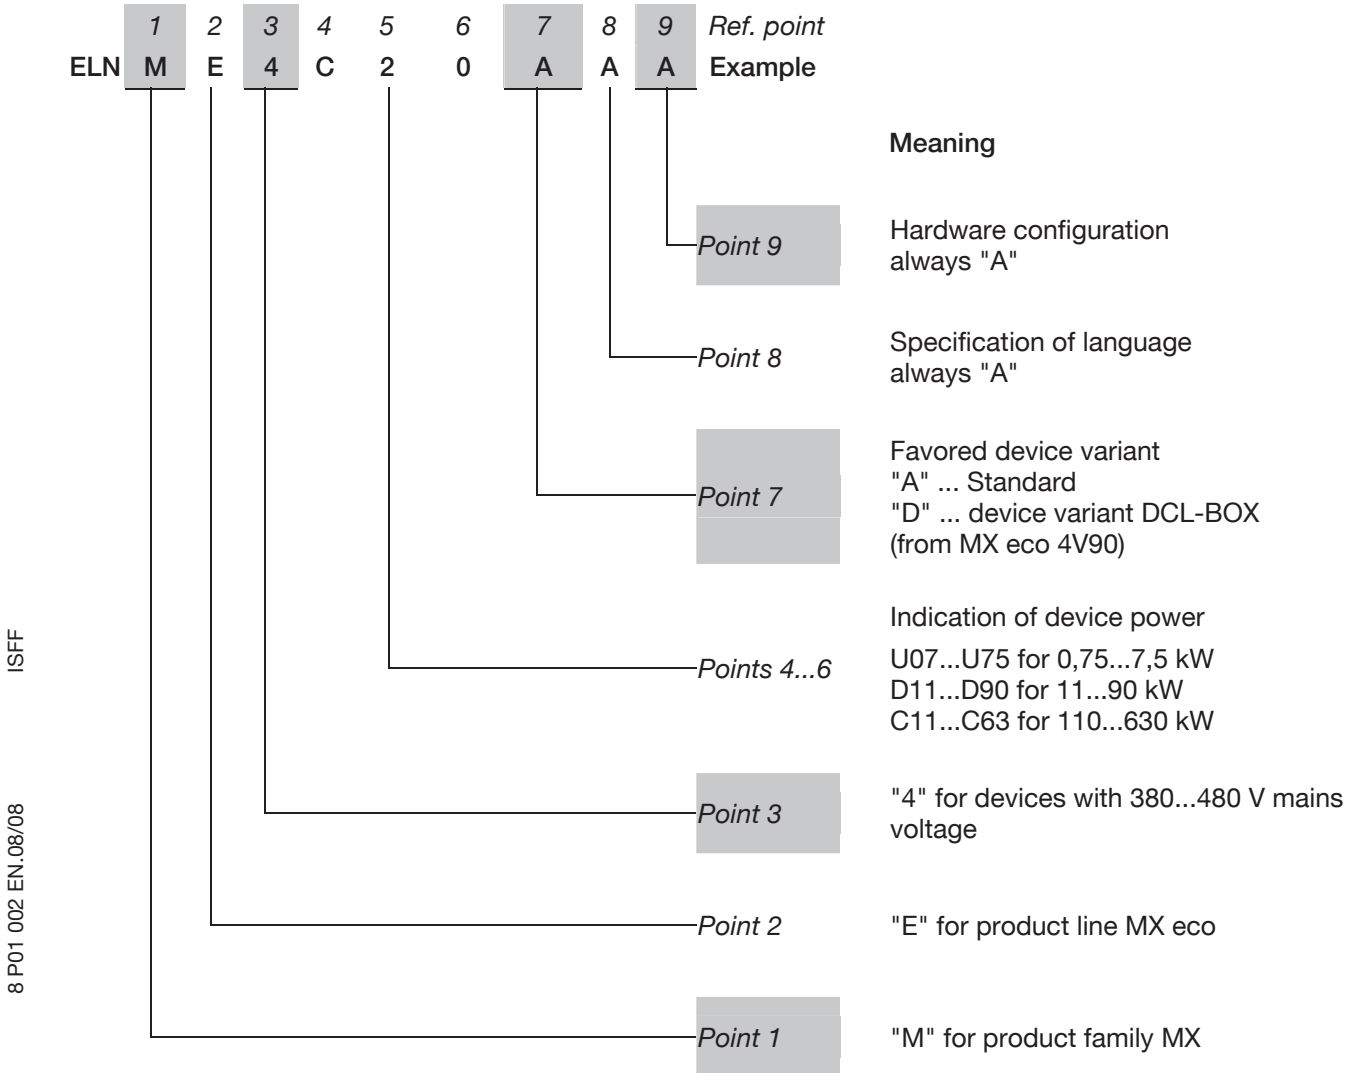 1 2 3 4 5 6 7 8 9 Ref. point
ELN M E 4 C 2 0 A A A Example
Meaning
Point 9 Hardware configuration
always "A"
Point 8 Specification of language
always "A"
Favored device variant
"A" ... Standard
Point 7 "D" ... device variant DCL-BOX
(from MX eco 4V90)
Indication of device power
Points 4...6 U07...U75 for 0,75...7,5 kW
D11...D90 for 11...90 kW
C11...C63 for 110...630 kW
Point 3 "4" for devices with 380...480 V mains
voltage
Point 2 "E" for product line MX eco
Point 1 "M" for product family MX
8 P01 002 EN.08/08 ISFF